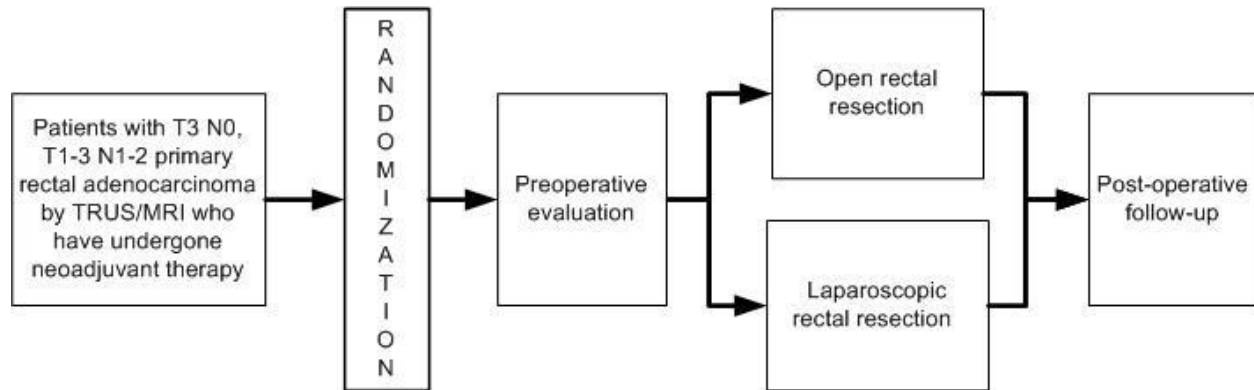 Patients with T3 N0,
T1-3 N1-2 primary
rectal adenocarcinoma
by TRUS/MRI who
have undergone
neoadjuvant therapy
R
A
N
D
O
M
I
Z
A
T
I
O
N
Preoperative
evaluation
Open rectal
resection
Laparoscopic
rectal resection
Post-operative
follow-up